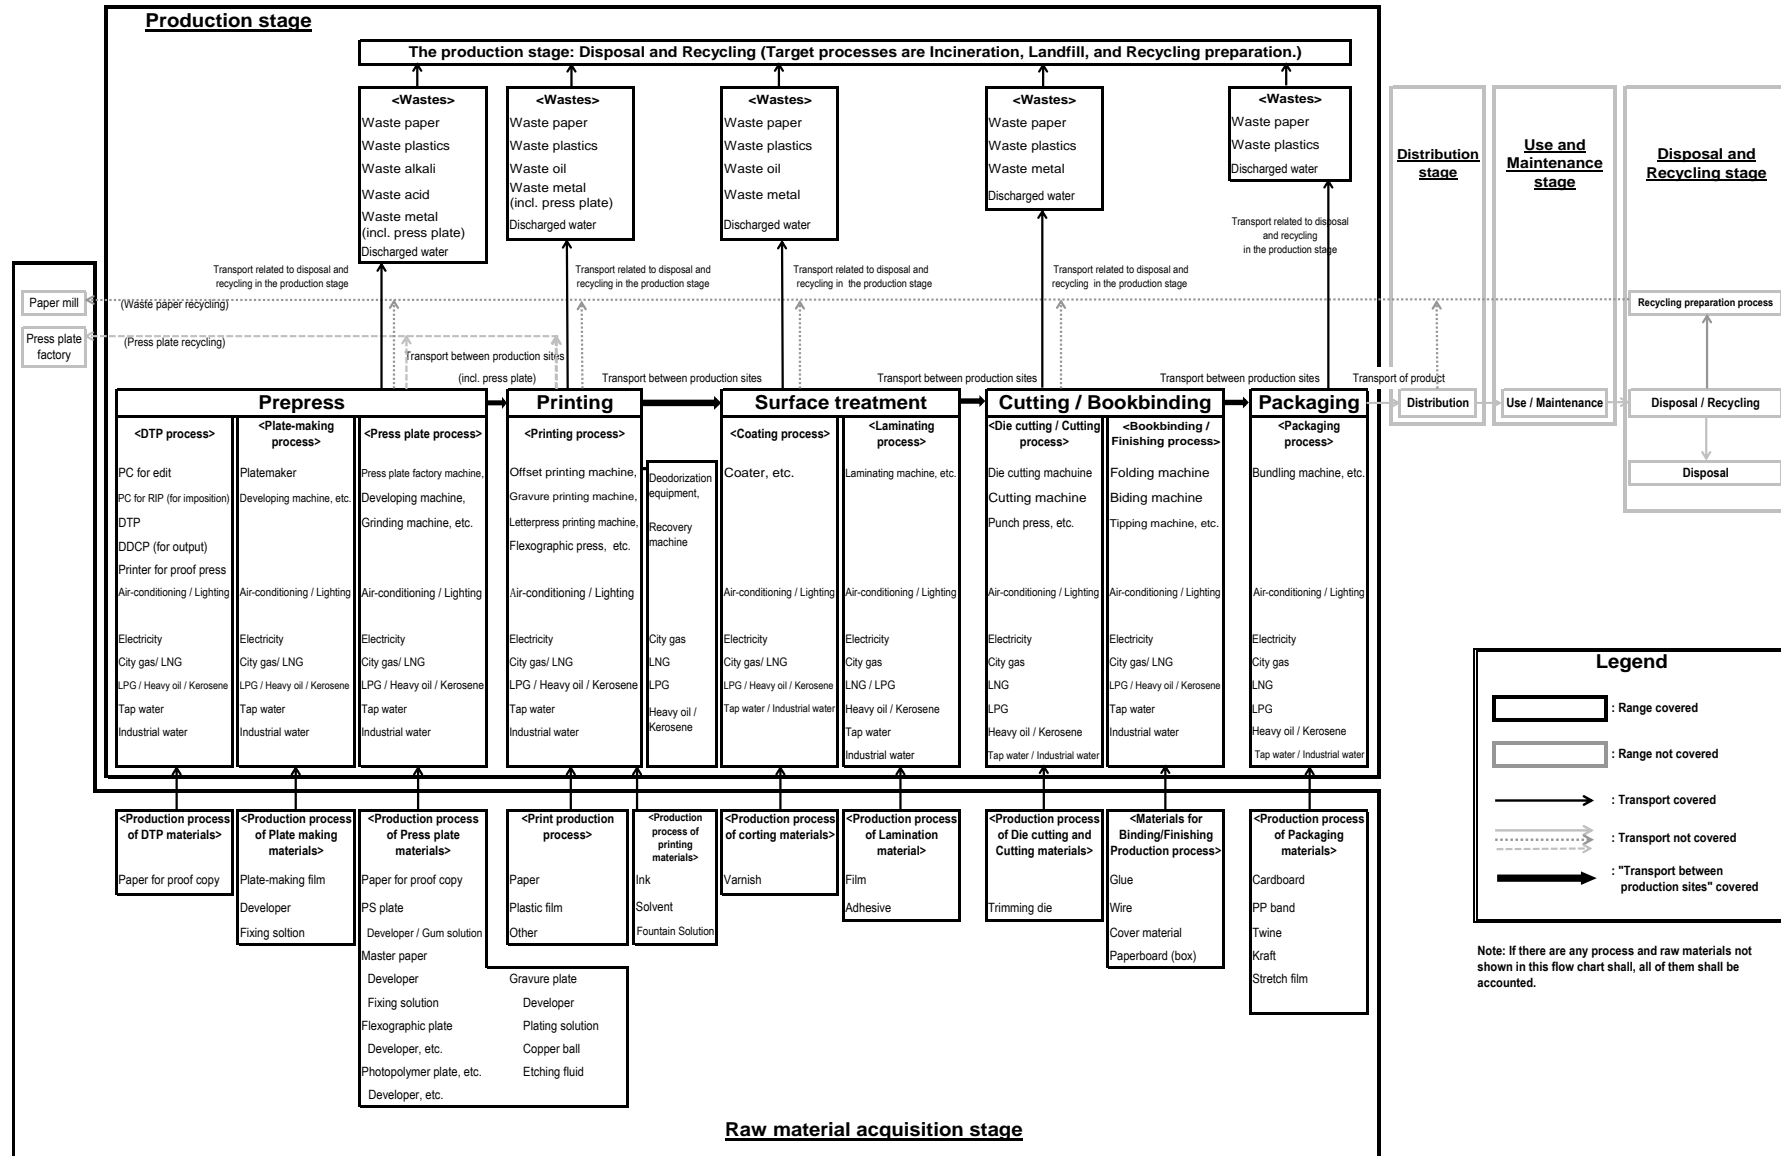 Production stage
The production stage: Disposal and Recycling (Target processes are Incineration, Landfill, and Recycling preparation.)
<Wastes>
Waste paper
Waste plastics
Waste alkali
Waste acid
Waste metal
(incl. press plate)
Discharged water
<Wastes>
Waste paper
Waste plastics
Waste oil
Waste metal
(incl. press plate)
Discharged water
<Wastes>
Waste paper
Waste plastics
Waste oil
Waste metal
Discharged water
<Wastes>
Waste paper
Waste plastics
Waste metal
Discharged water
<Wastes>
Waste paper
Waste plastics
Discharged water
Distribution
stage
Use and
Maintenance
stage
Disposal and
Recycling stage
Transport related to disposal and
recycling in the production stage
Transport related to disposal and
recycling in the production stage
Transport related to disposal and
recycling in  the production stage
Transport related to disposal and
recycling  in the production stage
Transport related to disposal
and recycling
in the production stage
Paper mill
(Waste paper recycling)
Recycling preparation process
Press plate
factory
(Press plate recycling)
Transport between production sites
(incl. press plate)
Transport between production sites
Transport between production sites
Transport between production sites
Transport of product
Prepress
Printing
Surface treatment
Cutting / Bookbinding
Packaging
Distribution
Use / Maintenance
Disposal / Recycling
Disposal
<DTP process>
PC for edit
PC for RIP (for imposition)
DTP
DDCP (for output)
Printer for proof press
Air-conditioning / Lighting
Electricity
City gas/ LNG
LPG / Heavy oil / Kerosene
Tap water
Industrial water
<Plate-making
process>
Platemaker
Developing machine, etc.
Air-conditioning / Lighting
Electricity
City gas/ LNG
LPG / Heavy oil / Kerosene
Tap water
Industrial water
<Press plate process>
Press plate factory machine,
Developing machine,
Grinding machine, etc.
Air-conditioning / Lighting
Electricity
City gas/ LNG
LPG / Heavy oil / Kerosene
Tap water
Industrial water
<Printing process>
Offset printing machine,
Gravure printing machine,
Letterpress printing machine,
Flexographic press,  etc.
Air-conditioning / Lighting
Electricity
City gas/ LNG
LPG / Heavy oil / Kerosene
Tap water
Industrial water
Deodorization
equipment,
Recovery
machine
City gas
LNG
LPG
Heavy oil /
Kerosene
<Coating process>
Coater, etc.
Air-conditioning / Lighting
Electricity
City gas/ LNG
LPG / Heavy oil / Kerosene
Tap water / Industrial water
<Laminating
process>
Laminating machine, etc.
Air-conditioning / Lighting
Electricity
City gas
LNG / LPG
Heavy oil / Kerosene
Tap water
Industrial water
<Die cutting / Cutting
process>
Die cutting machuine
Cutting machine
Punch press, etc.
Air-conditioning / Lighting
Electricity
City gas
LNG
LPG
Heavy oil / Kerosene
Tap water / Industrial water
<Bookbinding /
Finishing process>
Folding machine
Biding machine
Tipping machine, etc.
Air-conditioning / Lighting
Electricity
City gas/ LNG
LPG / Heavy oil / Kerosene
Tap water
Industrial water
<Packaging
process>
Bundling machine, etc.
Air-conditioning / Lighting
Electricity
City gas
LNG
LPG
Heavy oil / Kerosene
Tap water / Industrial water
Legend
: Range covered
: Range not covered
: Transport covered
: Transport not covered
: "Transport between
production sites" covered
Note: If there are any process and raw materials not
shown in this flow chart shall, all of them shall be
accounted.
<Production process
of DTP materials>
Paper for proof copy
<Production process
of Plate making
materials>
Plate-making film
Developer
Fixing soltion
<Production process
of Press plate
materials>
Paper for proof copy
PS plate
Developer / Gum solution
Master paper
Developer
Fixing solution
Flexographic plate
Developer, etc.
Photopolymer plate, etc.
Developer, etc.
Gravure plate
Developer
Plating solution
Copper ball
Etching fluid
<Print production
process>
Paper
Plastic film
Other
<Production
process of
printing
materials>
Ink
Solvent
Fountain Solution
<Production process
of corting materials>
Varnish
<Production process
of Lamination
material>
Film
Adhesive
<Production process
of Die cutting and
Cutting materials>
Trimming die
<Materials for
Binding/Finishing
Production process>
Glue
Wire
Cover material
Paperboard (box)
<Production process
of Packaging
materials>
Cardboard
PP band
Twine
Kraft
Stretch film
Raw material acquisition stage